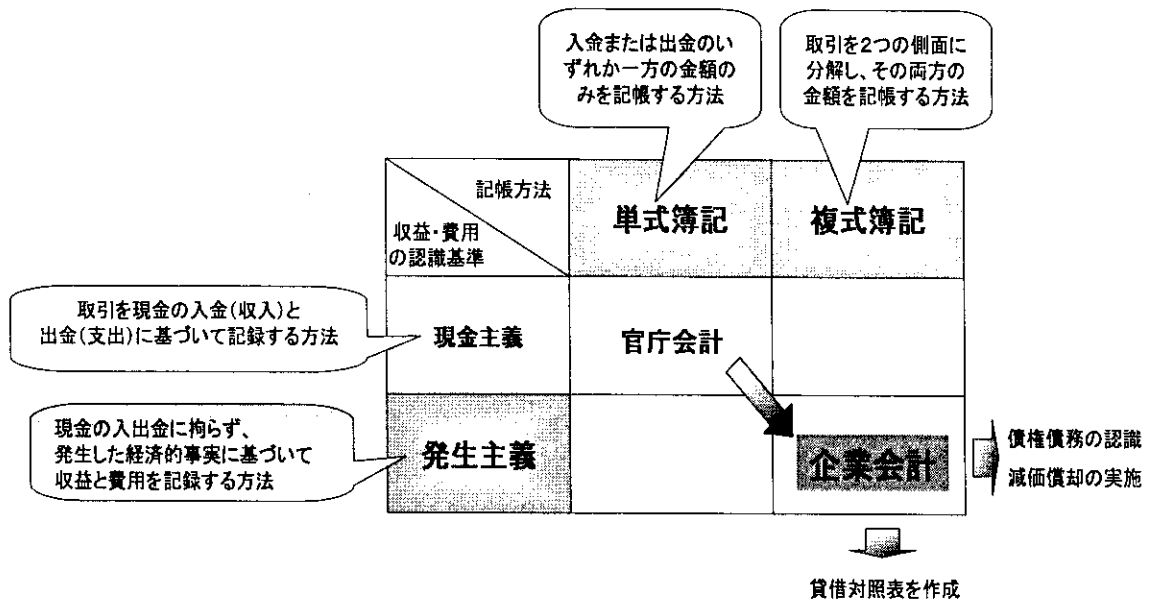 入金または出金のい
ずれか一方の金額の
みを記帳する方法
取引を2つの側面に
分解し、その両方の
金額を記帳する方法
記帳方法
収益・費用
の認識基準
単式簿記
複式簿記
取引を現金の入金(収入)と
出金(支出)に基づいて記録する方法
現金主義
官庁会計
現金の入出金に拘らず、
発生した経済的事実に基づいて
収益と費用を記録する方法
発生主義
企業会計
債権債務の認識
減価償却の実施
貸借対照表を作成